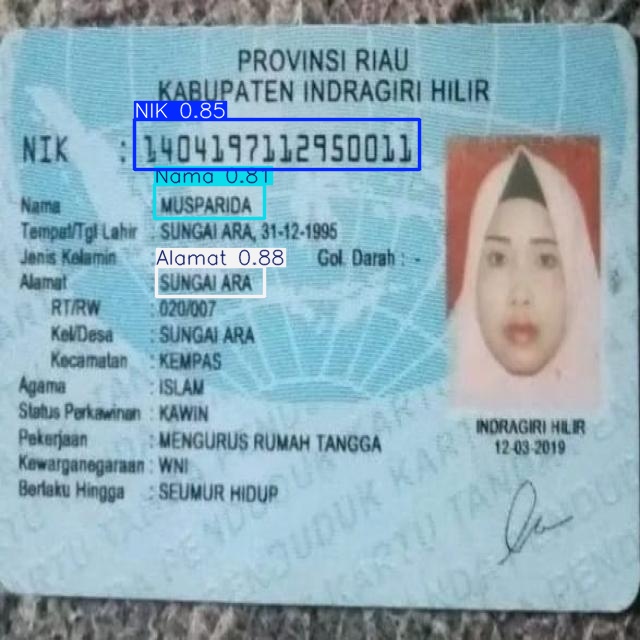 PROVINSI RIAU
KABUPATEN INDRAGIRI HILIR
NIK 0.85
NIK : 1404197112950011
Nama 0.81
Nama : MUSPARIDA
Tempat/Tgl Lahir : SUNGAI ARA, 31-12-1995
Jenis Kelamin : Gol. Darah : -
Alamat 0.88
Alamat : SUNGAI ARA
RT/RW : 020/007
Kel/Desa : SUNGAI ARA
Kecamatan : KEMPAS
Agama : ISLAM
Status Perkawinan : KAWIN
Pekerjaan : MENGURUS RUMAH TANGGA
Kewarganegaraan : WNI
Berlaku Hingga : SEUMUR HIDUP
INDRAGIRI HILIR
12-03-2019